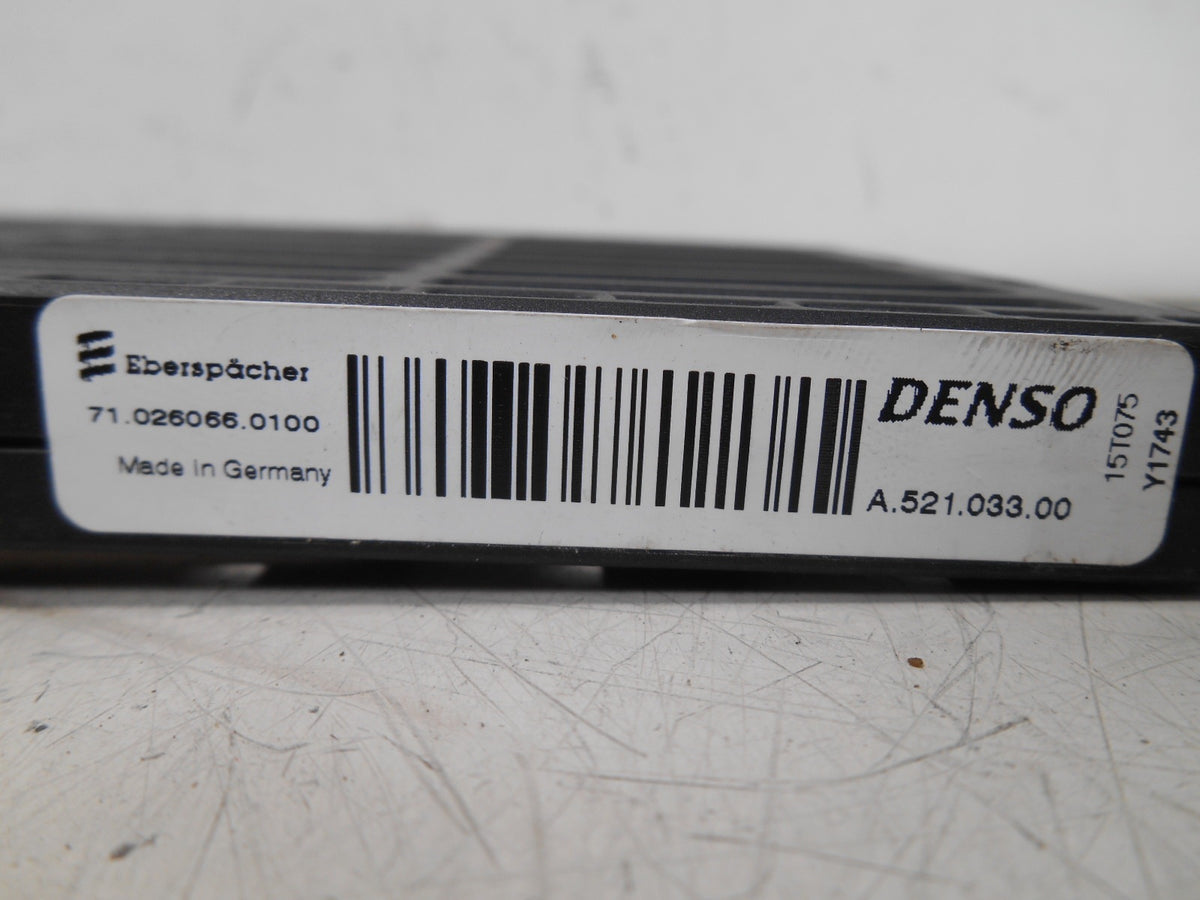 Eberspächer
71.026066.0100
Made in Germany
DENSO
A.521.033.00
15T075
Y1743